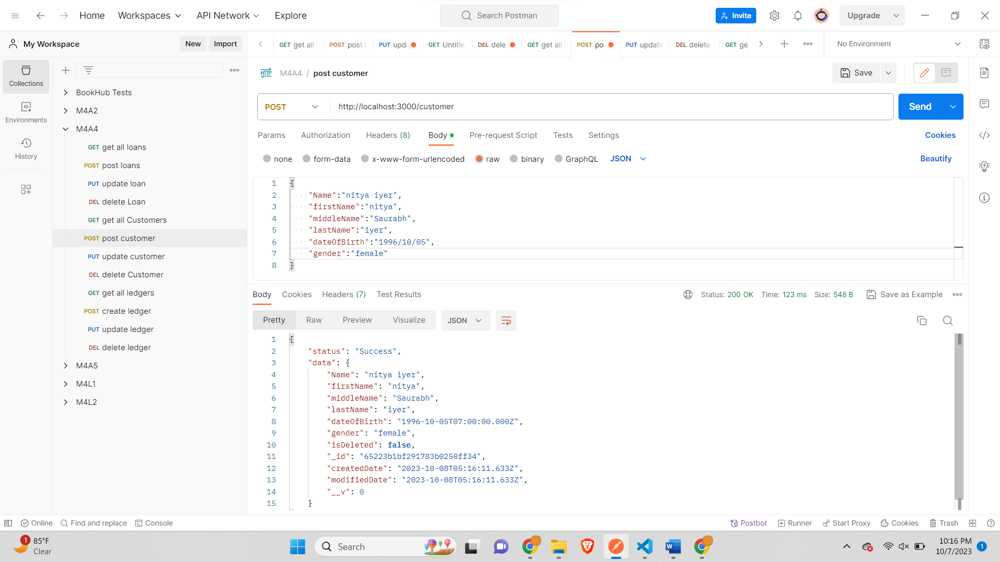 Home
Workspaces
API Network
Explore
Search Postman
Invite
Upgrade
My Workspace
New
Import
GET get all
POST post l
PUT upda
GET Untitle
DEL dele
GET get all
POST po
PUT update
DEL delete
GET ge
No Environment
Collections
Environments
History
BookHub Tests
M4A2
M4A4
GET get all loans
POST post loans
PUT update loan
DEL delete Loan
GET get all Customers
POST post customer
PUT update customer
DEL delete Customer
GET get all ledgers
POST create ledger
PUT update ledger
DEL delete ledger
M4A5
M4L1
M4L2
HTTP M4A4 / post customer
Save
POST http://localhost:3000/customer
Send
Params Authorization Headers (8) Body Pre-request Script Tests Settings
Cookies
none form-data x-www-form-urlencoded raw binary GraphQL JSON
Beautify
1 {
2 "Name":"nitya iyer",
3 "firstName":"nitya",
4 "middleName":"Saurabh",
5 "lastName":"iyer",
6 "dateOfBirth":"1996/10/05",
7 "gender":"female"
8 }
Body Cookies Headers (7) Test Results
Status: 200 OK Time: 123 ms Size: 548 B
Save as Example
Pretty Raw Preview Visualize JSON
1 {
2 "status": "Success",
3 "data": {
4 "Name": "nitya iyer",
5 "firstName": "nitya",
6 "middleName": "Saurabh",
7 "lastName": "iyer",
8 "dateOfBirth": "1996-10-05T07:00:00.000Z",
9 "gender": "female",
10 "isDeleted": false,
11 "_id": "65223b1bf291783b0250ff34",
12 "createdDate": "2023-10-08T05:16:11.633Z",
13 "modifiedDate": "2023-10-08T05:16:11.633Z",
14 "__v": 0
15 }
Online Find and replace Console
Postbot Runner Start Proxy Cookies Trash
1
85°F
Clear
Search
10:16 PM
10/7/2023
1